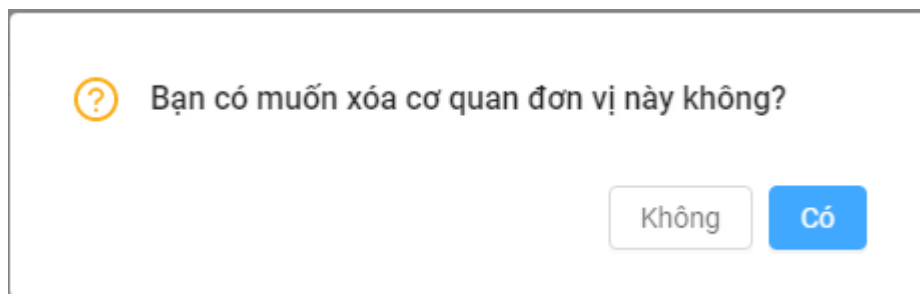 Bạn có muốn xóa cơ quan đơn vị này không?
Không Có